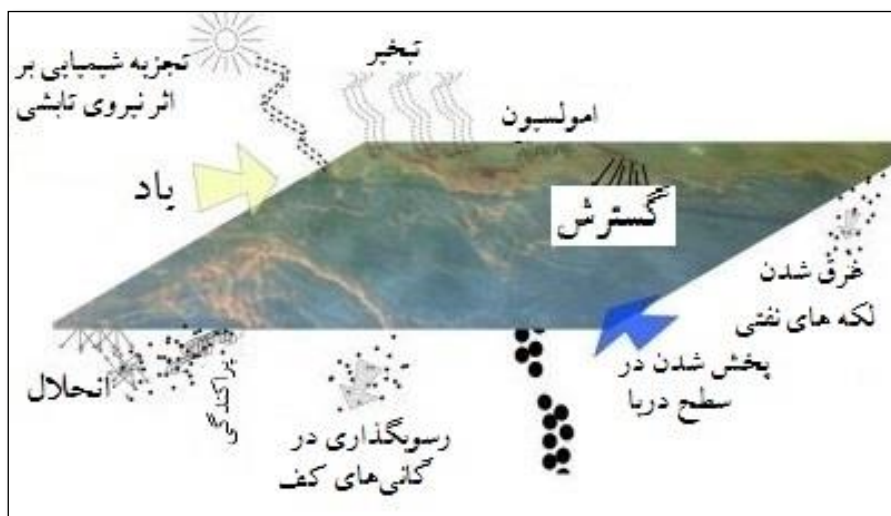 تبخیر
تجزیه شیمیایی بر
اثر نیروی تابشی
امولسیون
باد
گسترش
غرق شدن
لکه های نفتی
پخش شدن در
سطح دریا
انحلال
پراکندگی
رسوبگذاری در
کانی‌های کف